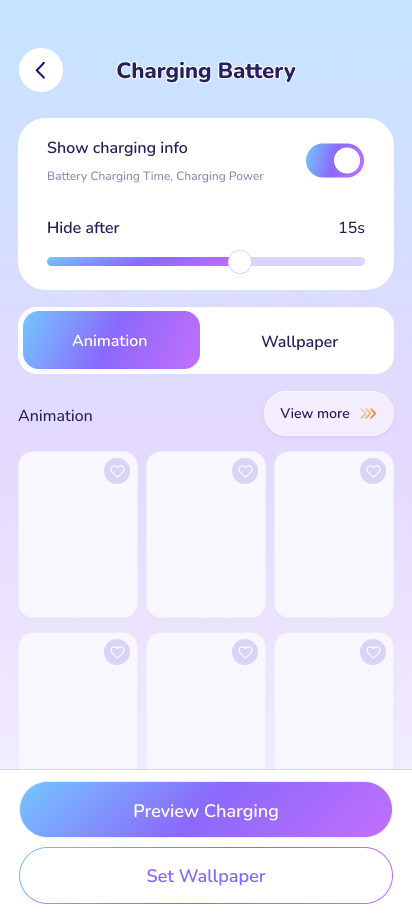 Charging Battery
Show charging info
Battery Charging Time, Charging Power
Hide after
15s
Animation
Wallpaper
Animation
View more
Preview Charging
Set Wallpaper